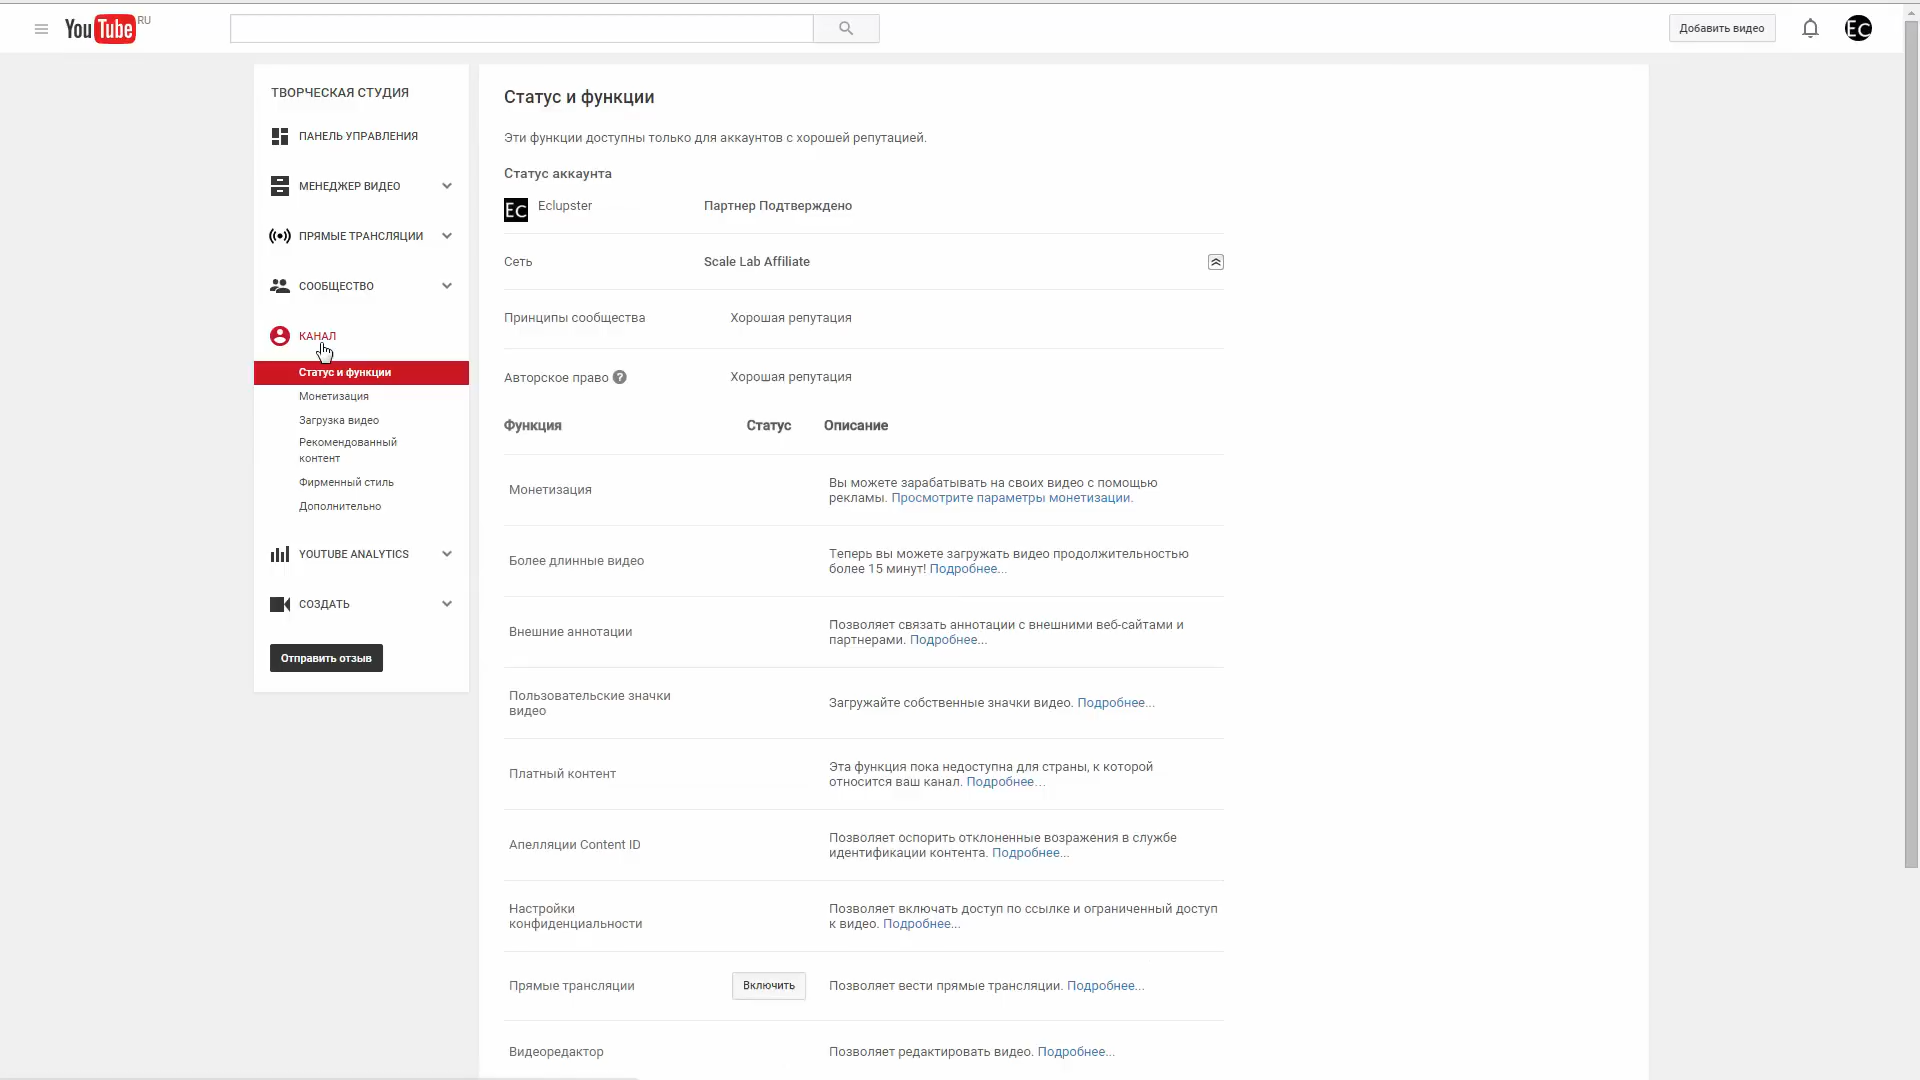 YouTube RU
Добавить видео
EC
ТВОРЧЕСКАЯ СТУДИЯ
ПАНЕЛЬ УПРАВЛЕНИЯ
МЕНЕДЖЕР ВИДЕО
ПРЯМЫЕ ТРАНСЛЯЦИИ
СООБЩЕСТВО
КАНАЛ
Статус и функции
Монетизация
Загрузка видео
Рекомендованный
контент
Фирменный стиль
Дополнительно
YOUTUBE ANALYTICS
СОЗДАТЬ
Отправить отзыв
Статус и функции
Эти функции доступны только для аккаунтов с хорошей репутацией.
Статус аккаунта
EC Eclupster Партнер Подтверждено
Сеть Scale Lab Affiliate
Принципы сообщества Хорошая репутация
Авторское право ? Хорошая репутация
Функция Статус Описание
Монетизация
Вы можете зарабатывать на своих видео с помощью
рекламы. Просмотрите параметры монетизации.
Более длинные видео
Теперь вы можете загружать видео продолжительностью
более 15 минут! Подробнее...
Внешние аннотации
Позволяет связать аннотации с внешними веб-сайтами и
партнерами. Подробнее...
Пользовательские значки
видео
Загружайте собственные значки видео. Подробнее...
Платный контент
Эта функция пока недоступна для страны, к которой
относится ваш канал. Подробнее...
Апелляции Content ID
Позволяет оспорить отклоненные возражения в службе
идентификации контента. Подробнее...
Настройки
конфиденциальности
Позволяет включать доступ по ссылке и ограниченный доступ
к видео. Подробнее...
Прямые трансляции Включить Позволяет вести прямые трансляции. Подробнее...
Видеоредактор Позволяет редактировать видео. Подробнее...